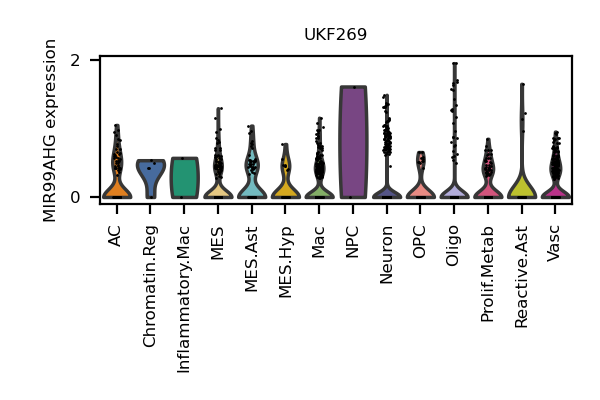 UKF269
MIR99AHG expression
2
0
AC
Chromatin.Reg
Inflammatory.Mac
MES
MES.Ast
MES.Hyp
Mac
NPC
Neuron
OPC
Oligo
Prolif.Metab
Reactive.Ast
Vasc